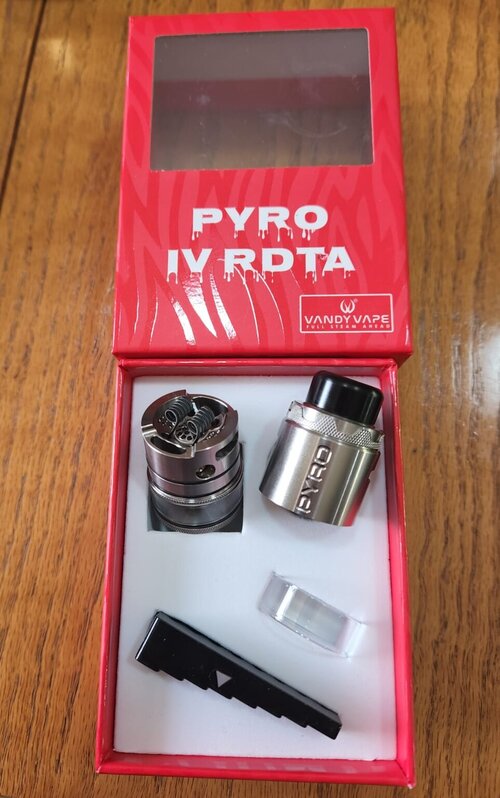 PYRO
IV RDTA
VANDY VAPE
FULL STEAM AHEAD
PYRO